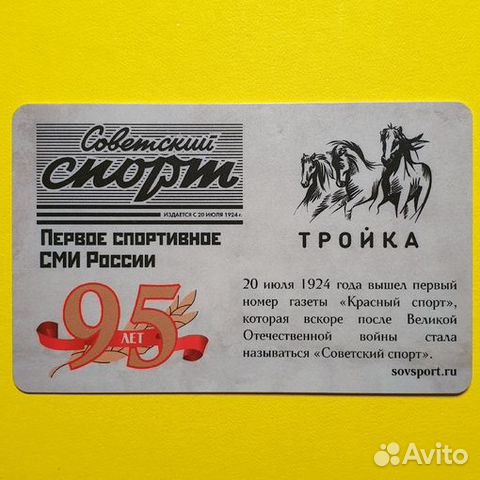 Советский
спорт
ИЗДАЕТСЯ С 20 ИЮЛЯ 1924 г.
ПЕРВОЕ СПОРТИВНОЕ
СМИ РОССИИ
95
ЛЕТ
ТРОЙКА
20 июля 1924 года вышел первый
номер газеты «Красный спорт»,
которая вскоре после Великой
Отечественной войны стала
называться «Советский спорт».
sovsport.ru
Avito